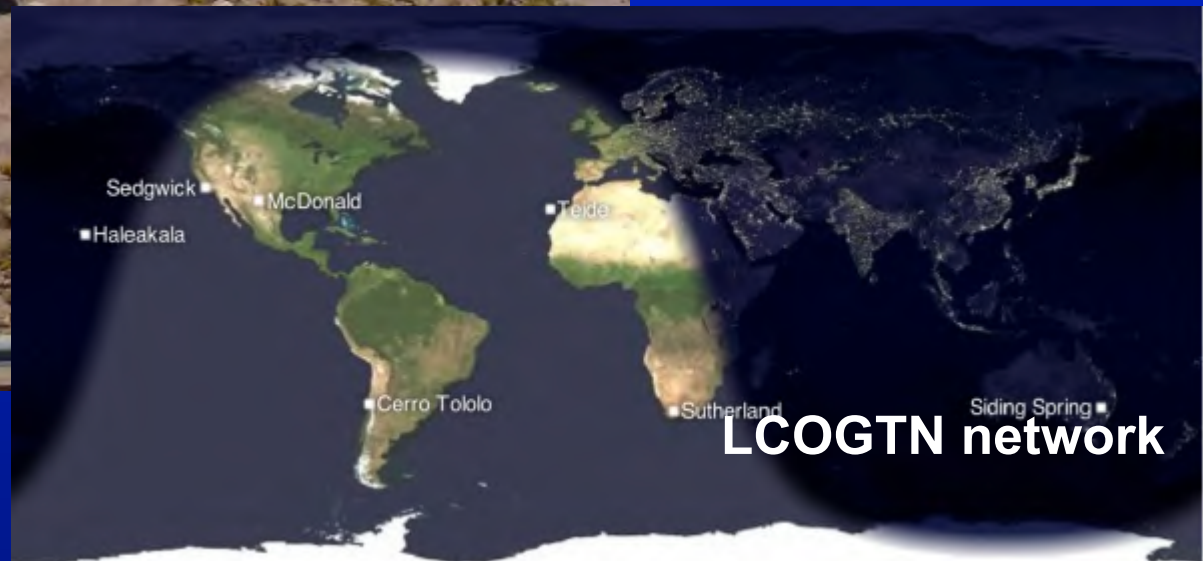 Sedgwick
McDonald
Teide
Haleakala
Cerro Tololo
Sutherland
Siding Spring
LCOGTN network